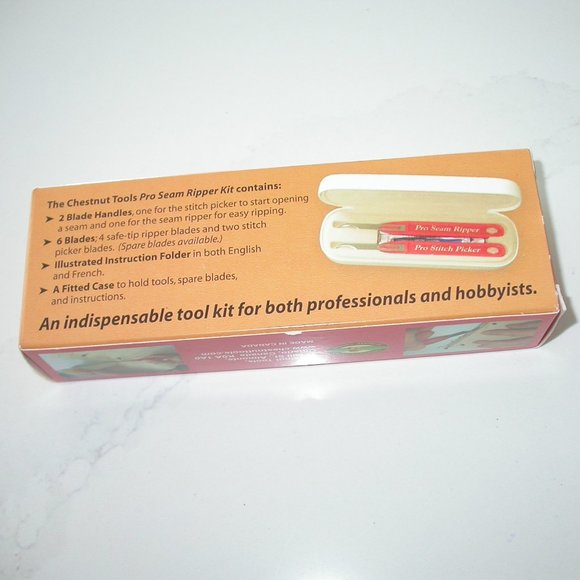 The Chestnut Tools Pro Seam Ripper Kit contains:
➤ 2 Blade Handles, one for the stitch picker to start opening
a seam and one for the seam ripper for easy ripping.
➤ 6 Blades; 4 safe-tip ripper blades and two stitch
picker blades. (Spare blades available.)
➤ Illustrated Instruction Folder in both English
and French.
➤ A Fitted Case to hold tools, spare blades,
and instructions.
Pro Seam Ripper
Pro Stitch Picker
An indispensable tool kit for both professionals and hobbyists.
www.chestnuttools.com
MADE IN CANADA